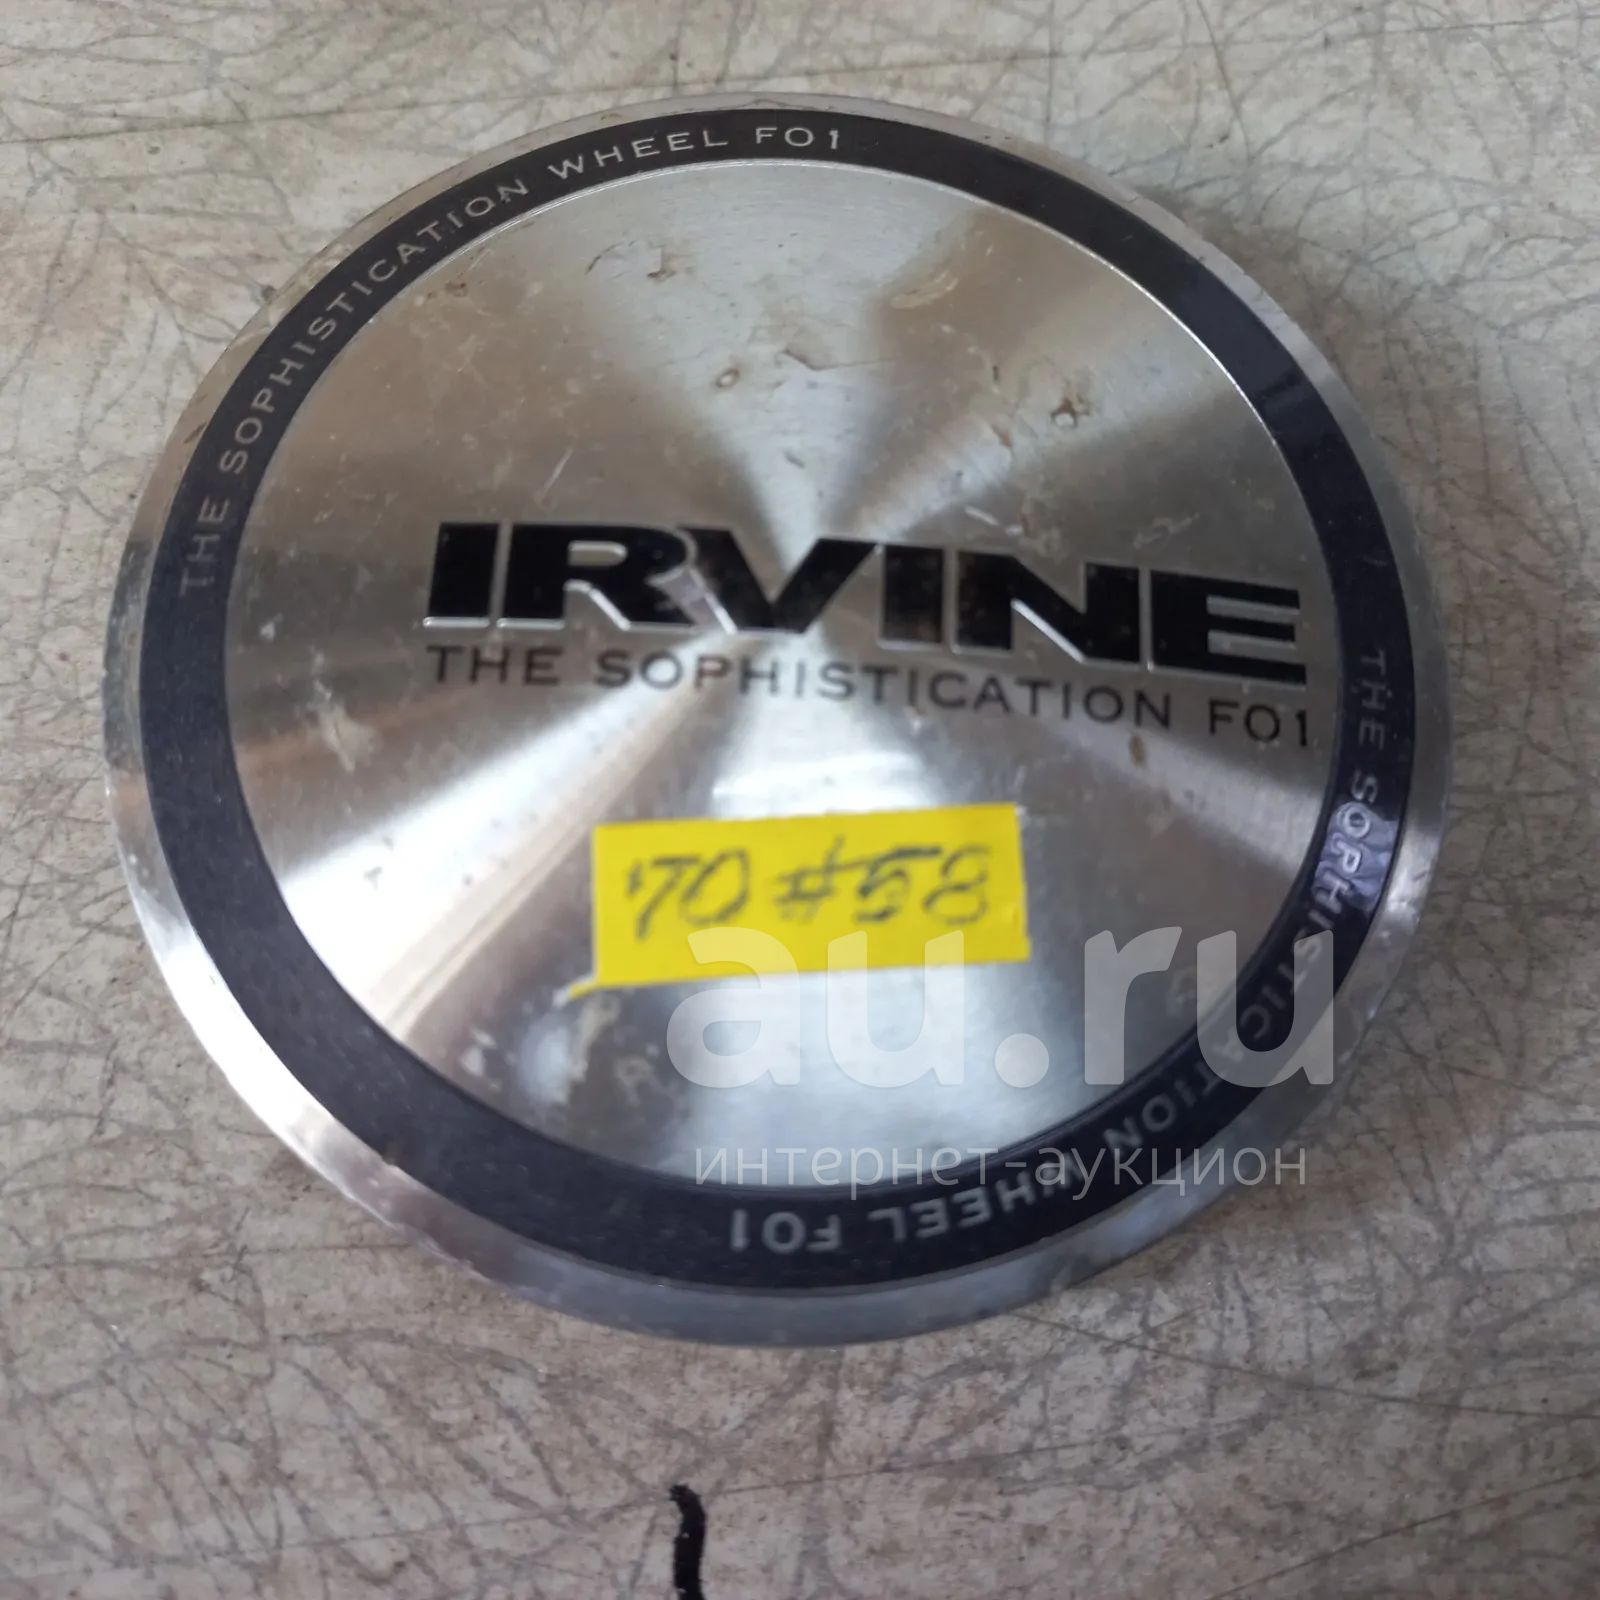 THE SOPHISTICATION WHEEL F01
IRVINE
THE SOPHISTICATION F01
THE SOPHISTICATION WHEEL F01
70 #58
au.ru
интернет-аукцион